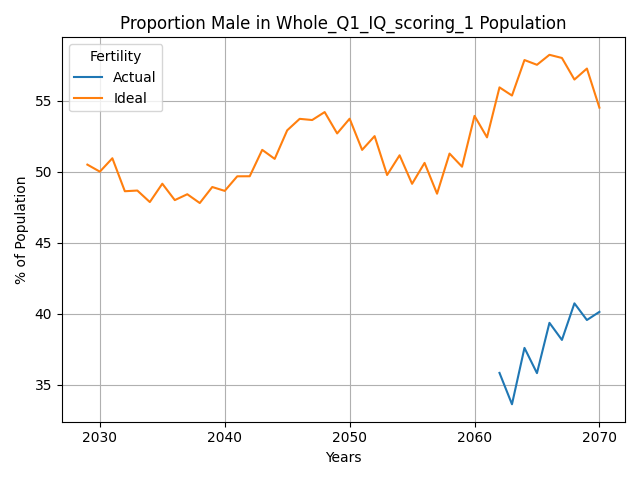 Proportion Male in Whole_Q1_IQ_scoring_1 Population
Fertility
Actual
Ideal
% of Population
55
50
45
40
35
2030
2040
2050
2060
2070
Years